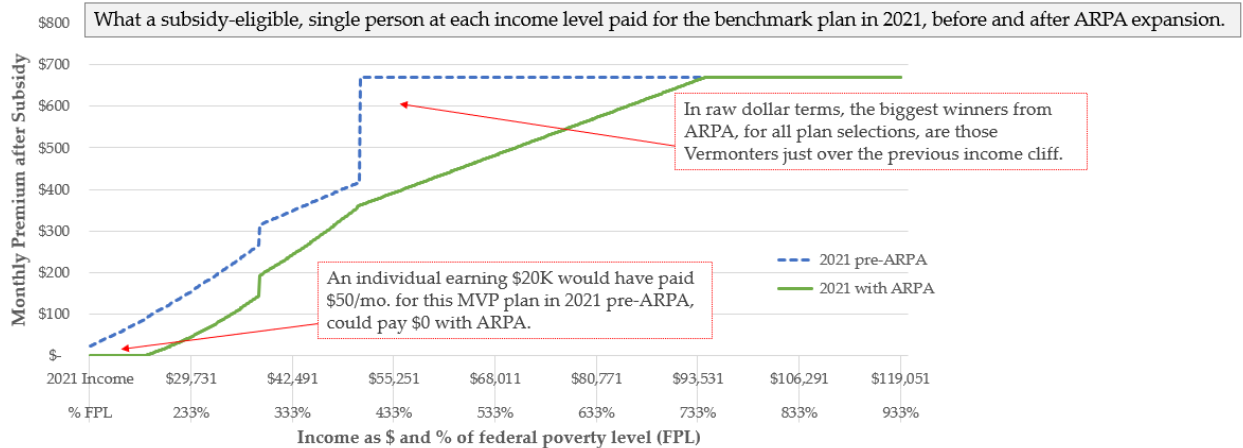 What a subsidy-eligible, single person at each income level paid for the benchmark plan in 2021, before and after ARPA expansion.
$800
$700
$600
$500
$400
$300
$200
$100
$-
Monthly Premium after Subsidy
In raw dollar terms, the biggest winners from
ARPA, for all plan selections, are those
Vermonters just over the previous income cliff.
An individual earning $20K would have paid
$50/mo. for this MVP plan in 2021 pre-ARPA,
could pay $0 with ARPA.
2021 pre-ARPA
2021 with ARPA
2021 Income $29,731 $42,491 $55,251 $68,011 $80,771 $93,531 $106,291 $119,051
% FPL 233% 333% 433% 533% 633% 733% 833% 933%
Income as $ and % of federal poverty level (FPL)